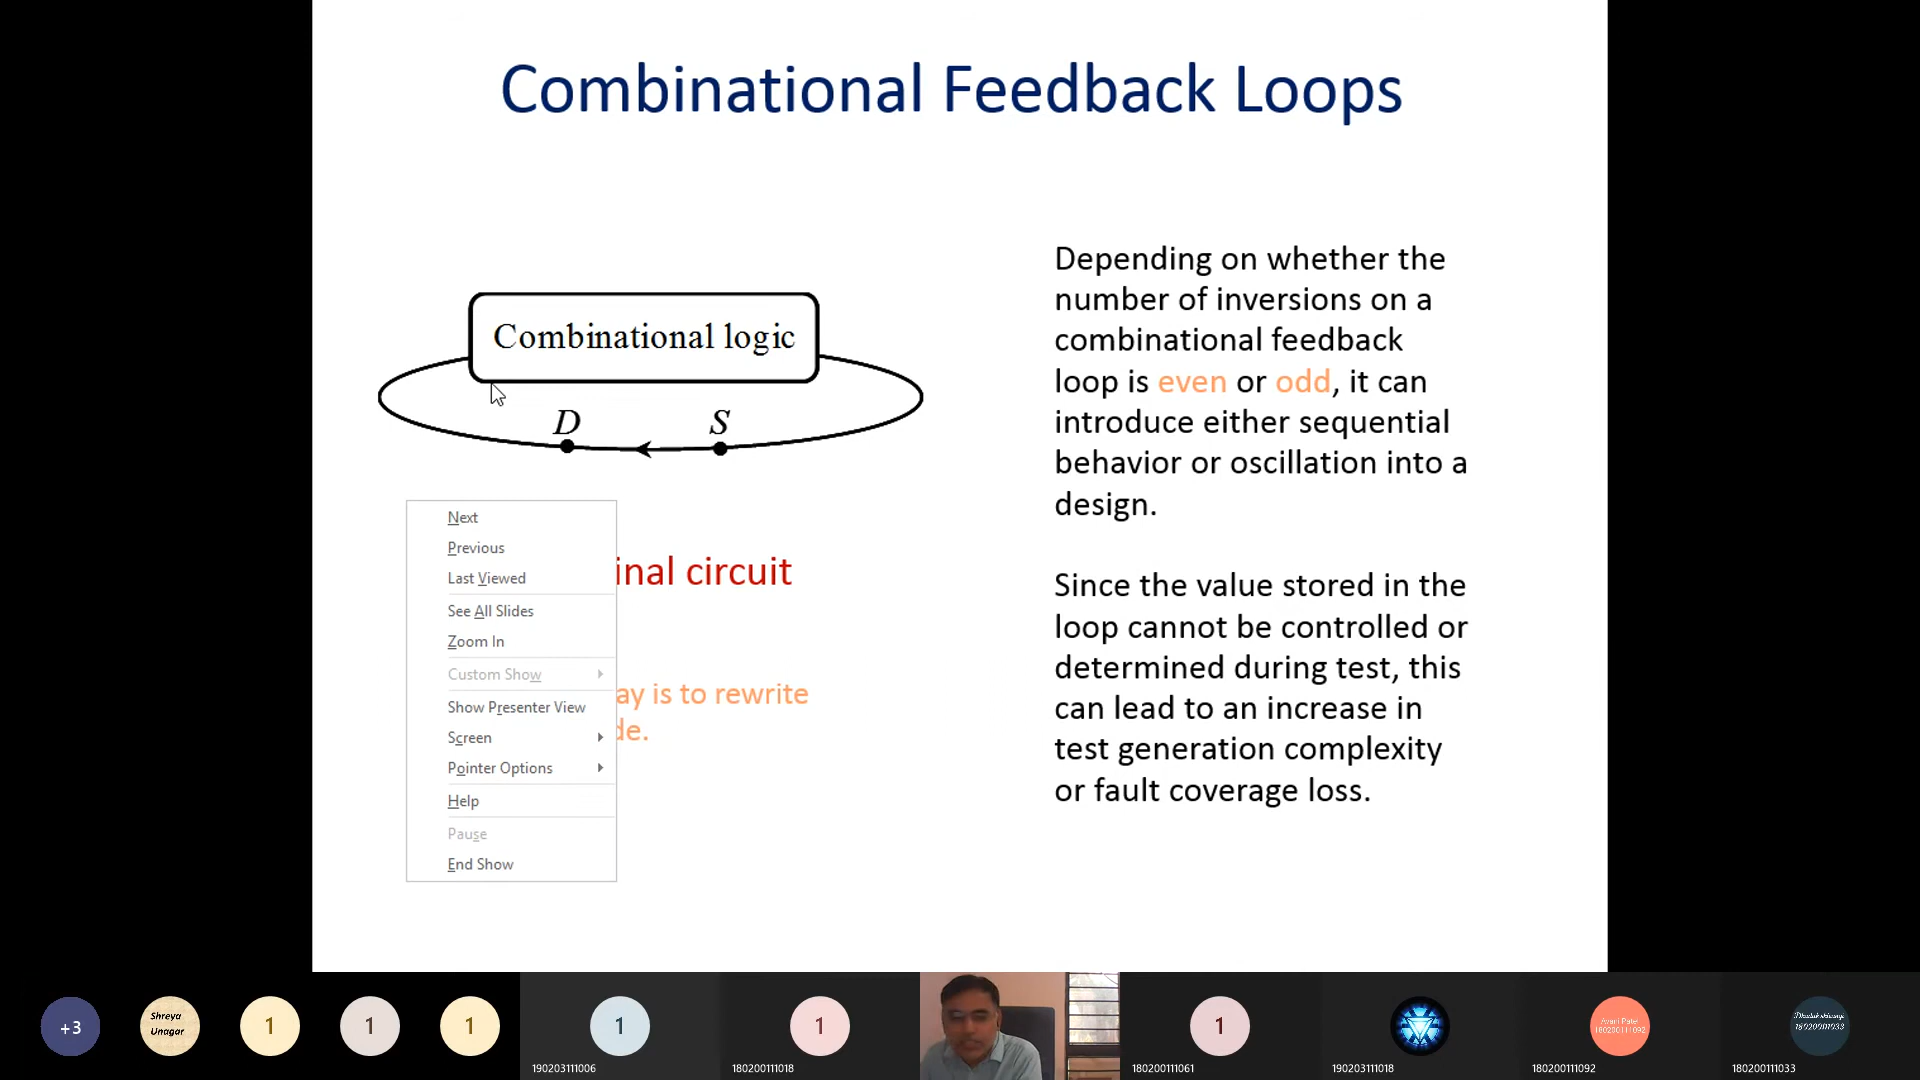 Combinational Feedback Loops
Combinational logic
D
S
Depending on whether the
number of inversions on a
combinational feedback
loop is even or odd, it can
introduce either sequential
behavior or oscillation into a
design.
Since the value stored in the
loop cannot be controlled or
determined during test, this
can lead to an increase in
test generation complexity
or fault coverage loss.
inal circuit
ay is to rewrite
de.
Next
Previous
Last Viewed
See All Slides
Zoom In
Custom Show
Show Presenter View
Screen
Pointer Options
Help
Pause
End Show
+3
Shreya
Unagar
1
1
1
1
190203111006
1
180200111018
1
180200111061
190203111018
180200111092
180200111092
180200111033
180200111033